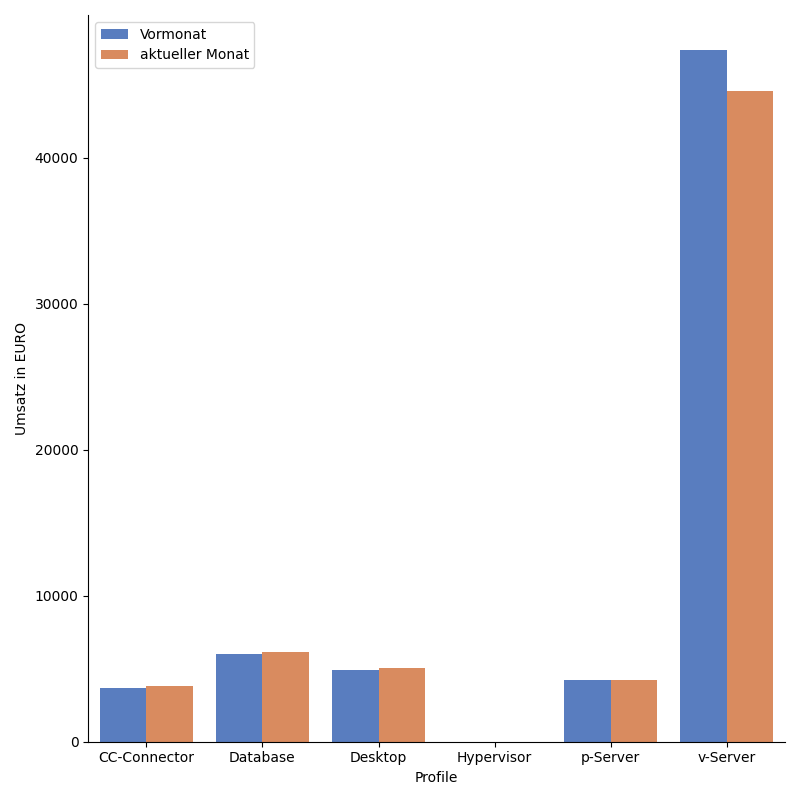 Vormonat
aktueller Monat
Umsatz in EURO
40000
30000
20000
10000
0
CC-Connector Database Desktop Hypervisor p-Server v-Server
Profile